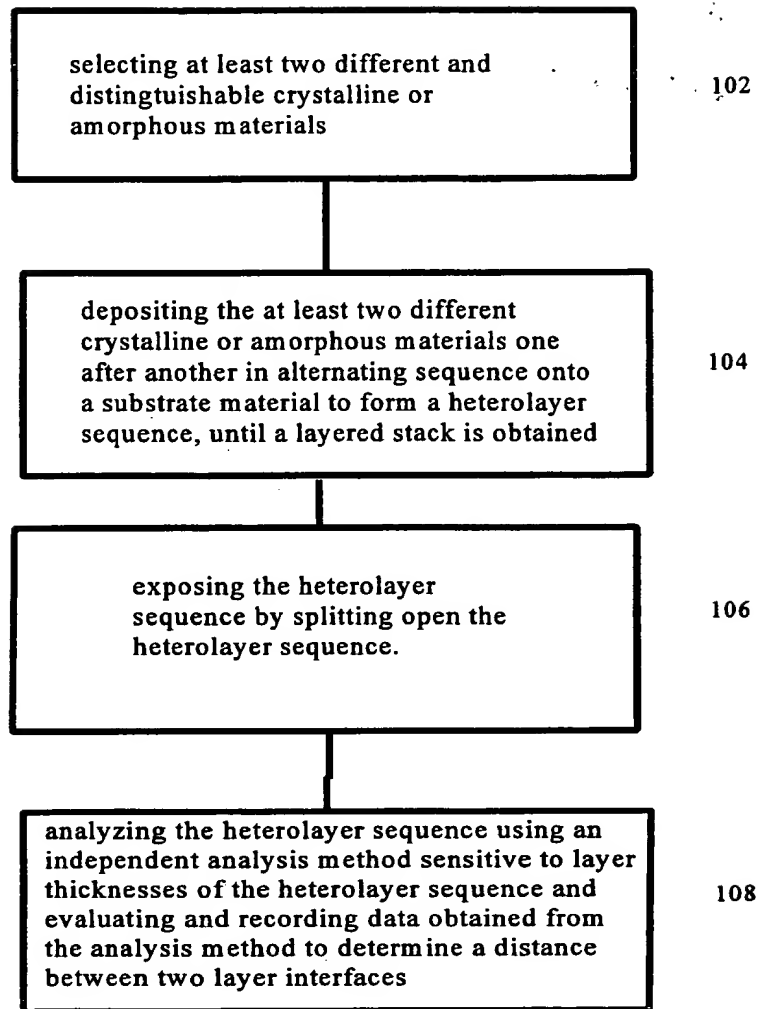 selecting at least two different and
distingtuishable crystalline or
amorphous materials
102
depositing the at least two different
crystalline or amorphous materials one
after another in alternating sequence onto
a substrate material to form a heterolayer
sequence, until a layered stack is obtained
104
exposing the heterolayer
sequence by splitting open the
heterolayer sequence.
106
analyzing the heterolayer sequence using an
independent analysis method sensitive to layer
thicknesses of the heterolayer sequence and
evaluating and recording data obtained from
the analysis method to determine a distance
between two layer interfaces
108